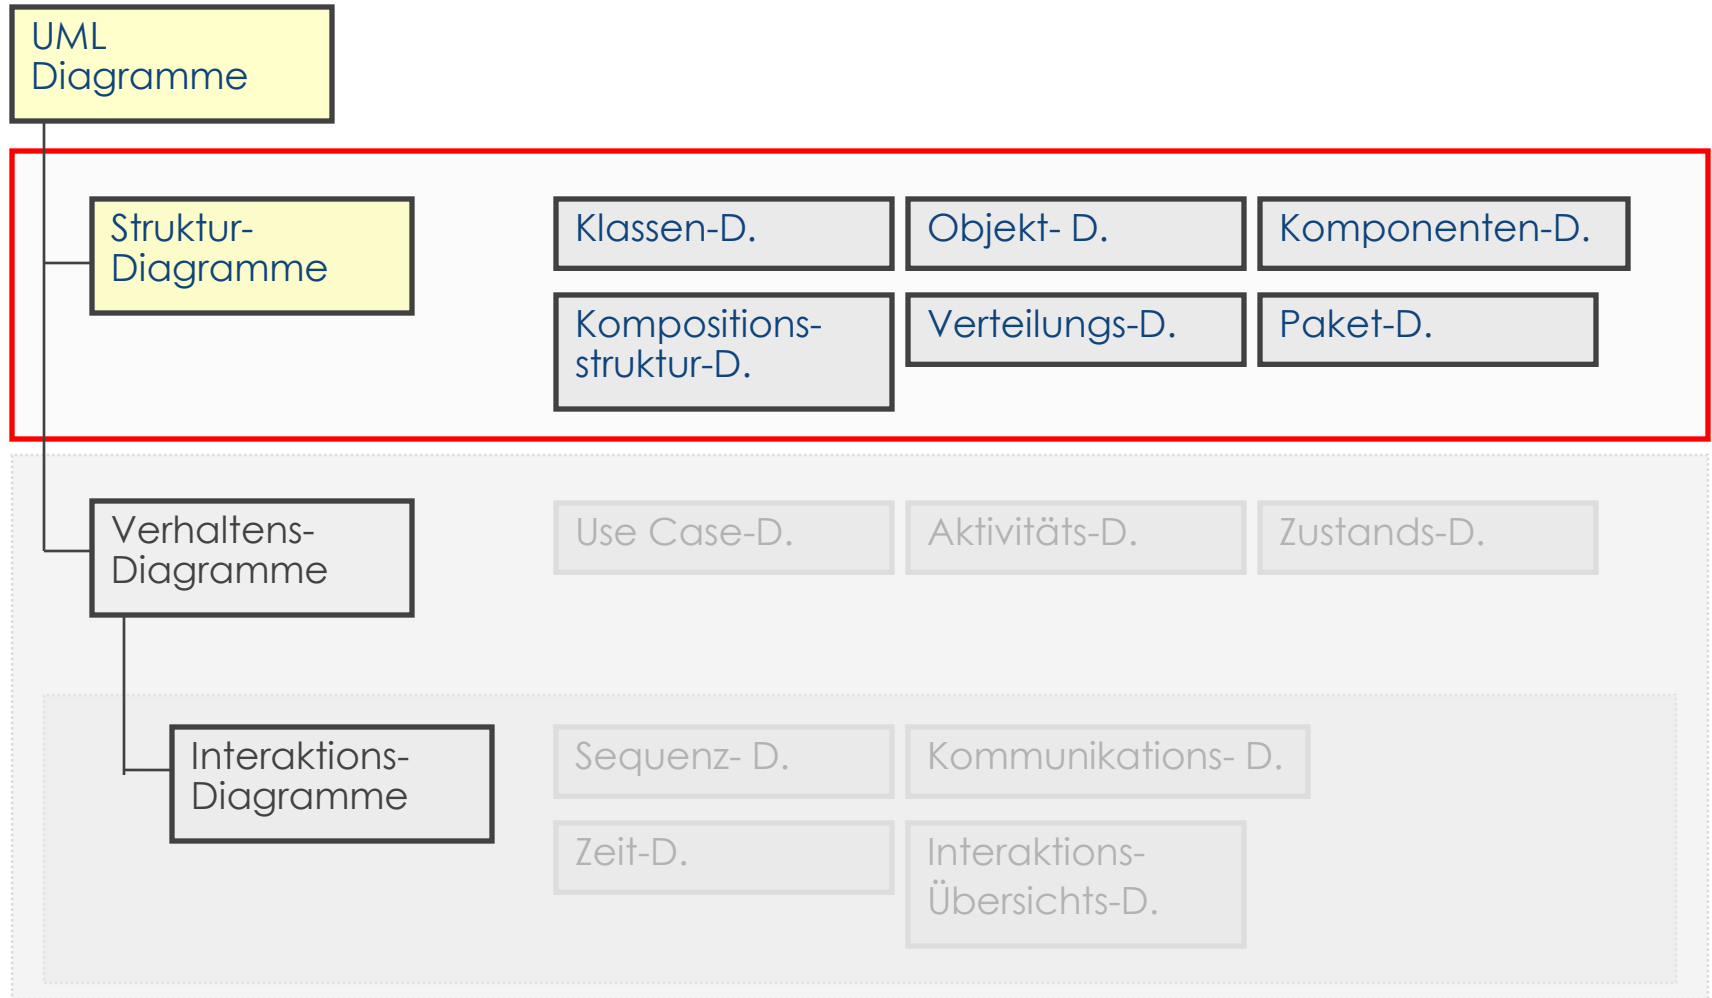 UML
Diagramme
Struktur-
Diagramme
Klassen-D.
Objekt- D.
Komponenten-D.
Kompositions-
struktur-D.
Verteilungs-D.
Paket-D.
Verhaltens-
Diagramme
Use Case-D.
Aktivitäts-D.
Zustands-D.
Interaktions-
Diagramme
Sequenz- D.
Kommunikations- D.
Zeit-D.
Interaktions-
Übersichts-D.